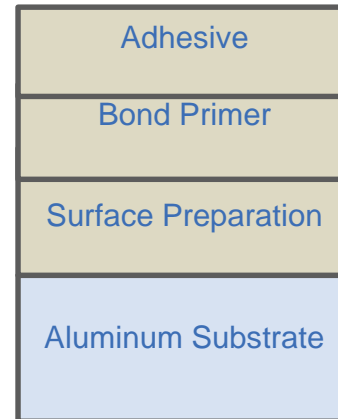 Adhesive
Bond Primer
Surface Preparation
Aluminum Substrate